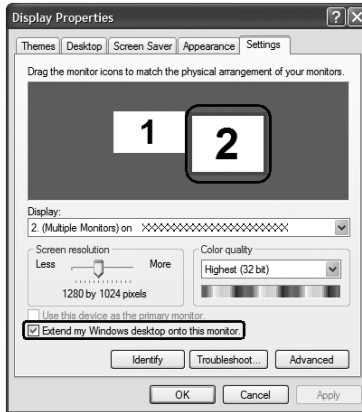 Display Properties
Themes Desktop Screen Saver Appearance Settings
Drag the monitor icons to match the physical arrangement of your monitors.
1 2
Display:
2. (Multiple Monitors) on XXXXXXXXXXXXXXXXXXXXXXXX
Screen resolution Color quality
Less More Highest (32 bit)
1280 by 1024 pixels
Use this device as the primary monitor.
Extend my Windows desktop onto this monitor.
Identify Troubleshoot... Advanced
OK Cancel Apply